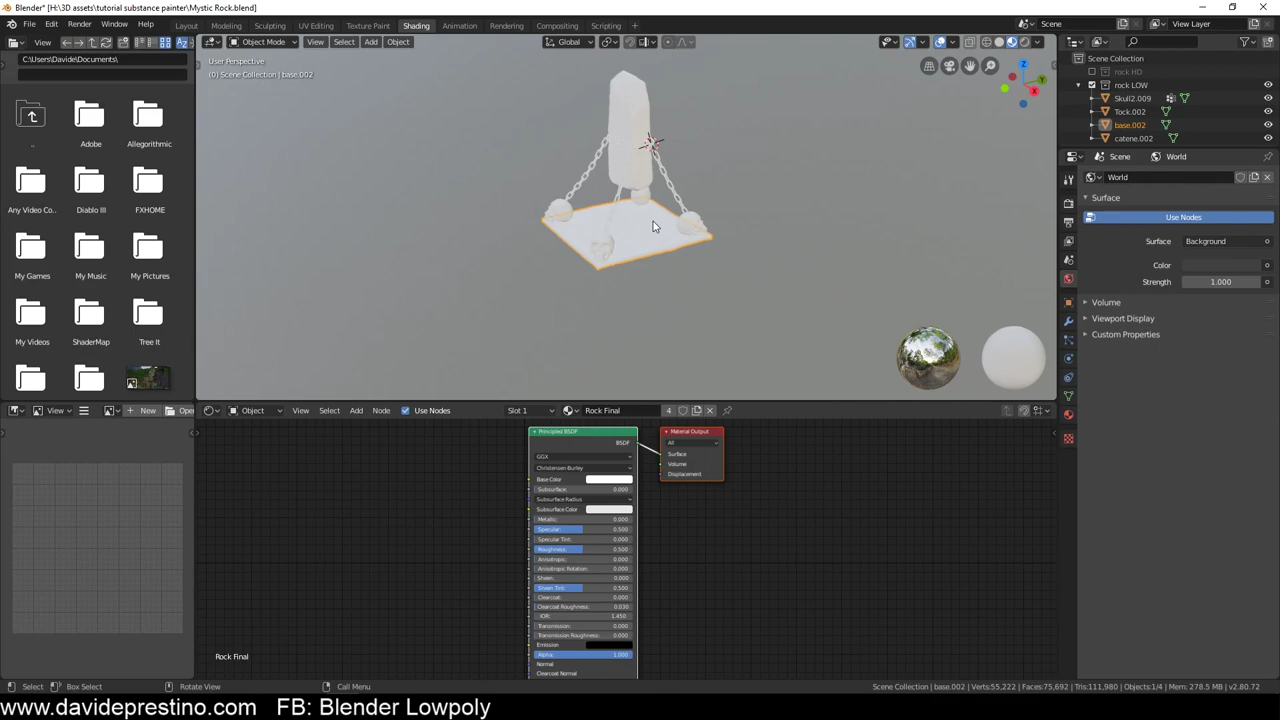 Blender* [H:\3D assets\tutorial substance painter\Mystic Rock.blend]
File Edit Render Window Help Layout Modeling Sculpting UV Editing Texture Paint Shading Animation Rendering Compositing Scripting + Scene View Layer
View
Object Mode View Select Add Object Global
C:\Users\Davide\Documents\
User Perspective
(0) Scene Collection | base.002
Scene Collection
rock HD
rock LOW
Skull2.009
Tock.002
base.002
catene.002
.. Adobe Allegorithmic
Any Video Co.. Diablo III FXHOME
My Games My Music My Pictures
My Videos ShaderMap Tree It
X Y Z
Scene World
World
Surface
Use Nodes
Surface Background
Color
Strength 1.000
Volume
Viewport Display
Custom Properties
View + New Open
Object View Select Add Node Use Nodes Slot 1 Rock Final 4
Principled BSDF
BSDF
GGX
Christensen-Burley
Base Color
Subsurface: 0.000
Subsurface Radius
Subsurface Color
Metallic: 0.000
Specular: 0.500
Specular Tint: 0.000
Roughness: 0.500
Anisotropic: 0.000
Anisotropic Rotation: 0.000
Sheen: 0.000
Sheen Tint: 0.500
Clearcoat: 0.000
Clearcoat Roughness: 0.030
IOR: 1.450
Transmission: 0.000
Transmission Roughness: 0.000
Emission
Alpha: 1.000
Normal
Clearcoat Normal
Material Output
All
Surface
Volume
Displacement
Rock Final
Select Box Select Rotate View Call Menu
Scene Collection | base.002 | Verts:55,222 | Faces:75,692 | Tris:111,980 | Objects:1/4 | Mem: 278.5 MB | v2.80.72
www.davideprestino.com FB: Blender Lowpoly